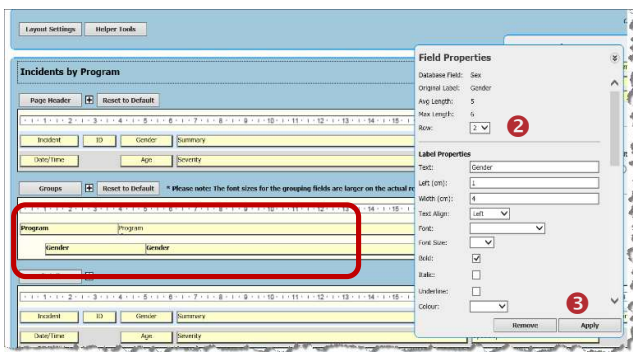 Layout Settings Helper Tools
Incidents by Program
Page Header Reset to Default
Incident ID Gender Summary
Date/Time Age Severity
Groups Reset to Default * Please note: The font sizes for the grouping fields are larger on the actual re
Program Program
Gender Gender
Incident ID Gender Summary
Date/Time Age Severity
Field Properties
Database Field: Sex
Original Label: Gender
Avg Length: 5
Max Length: 6
Row: 2
2
Label Properties
Text: Gender
Left (cm): 1
Width (cm): 4
Text Align: Left
Font:
Font Size:
Bold:
Italic:
Underline:
Colour:
3
Remove Apply